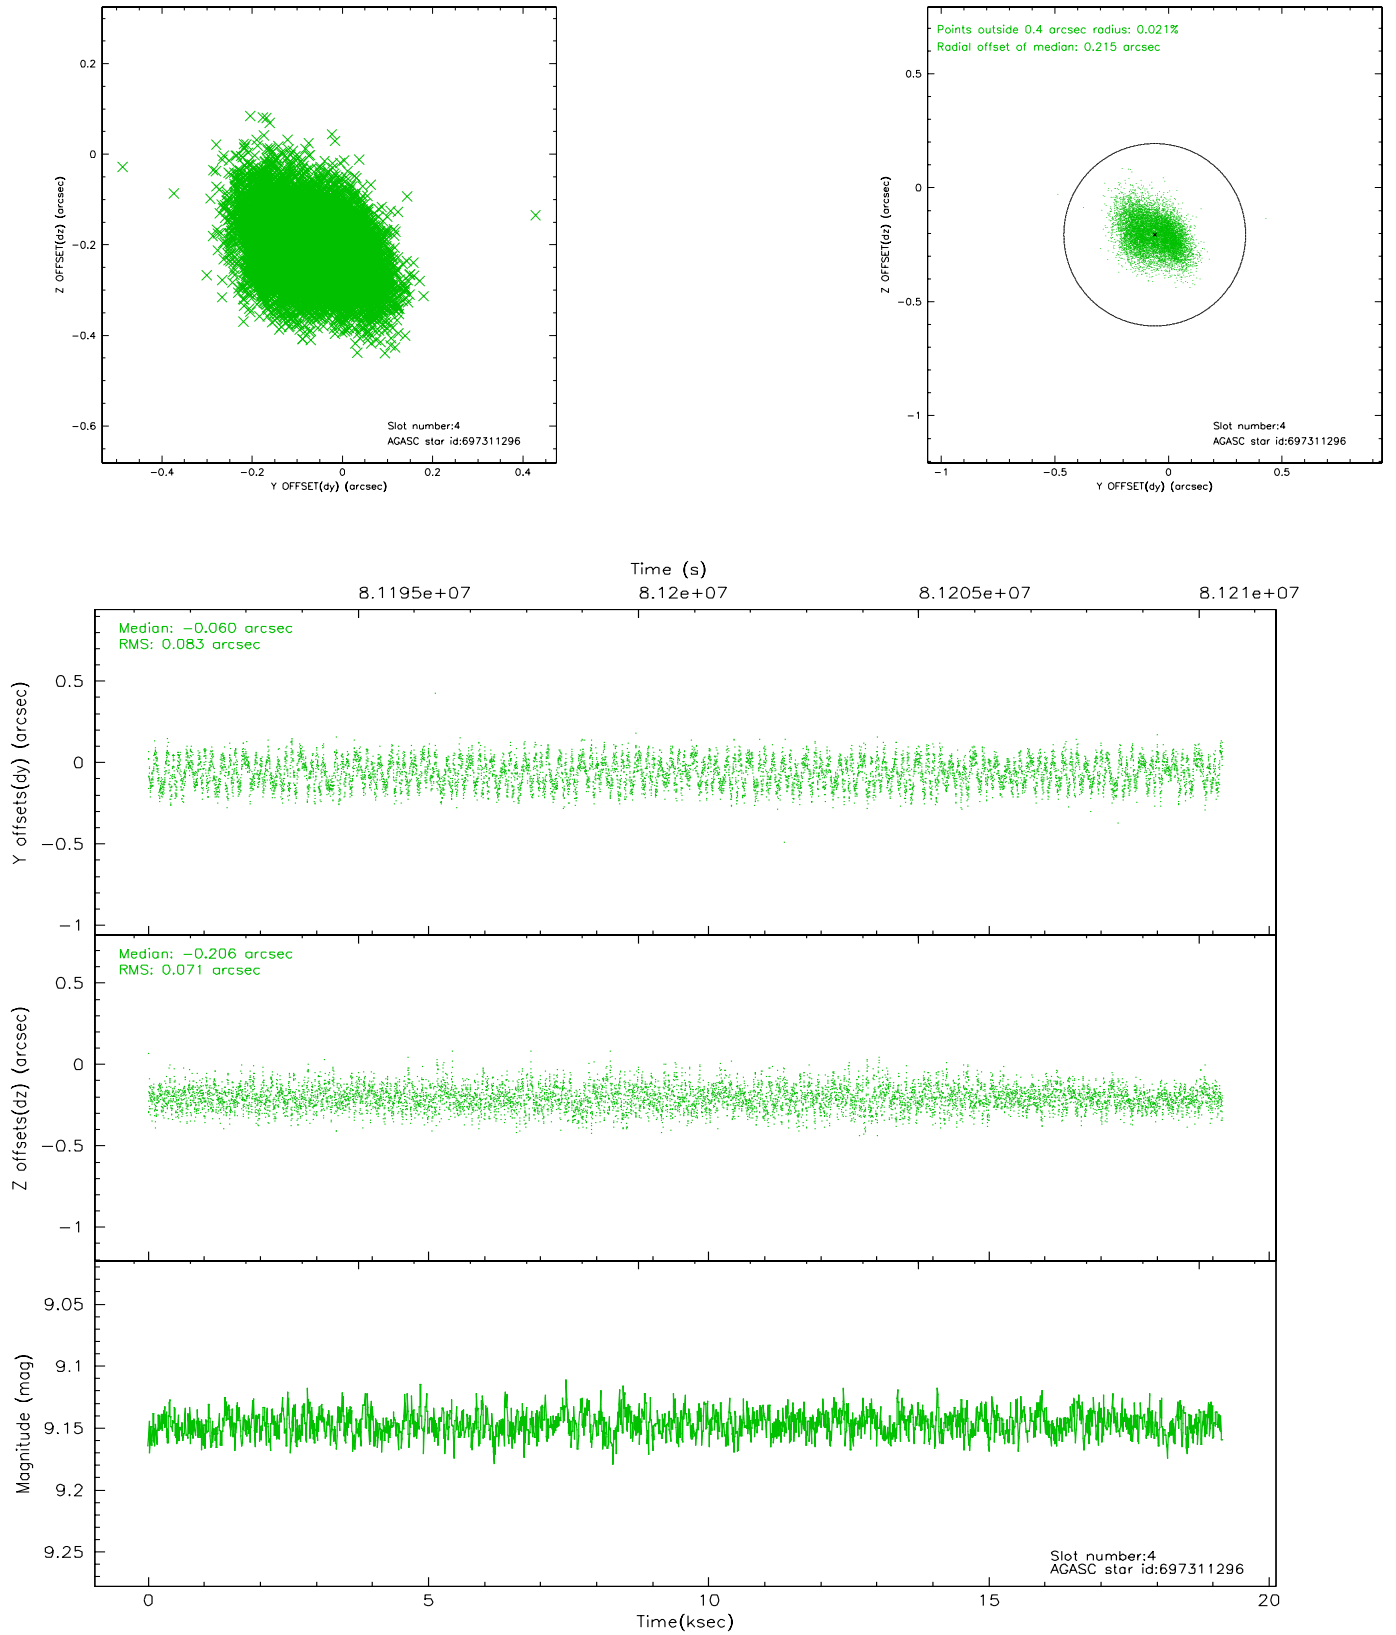 0.2
0
−0.2
−0.4
−0.6
Z OFFSET(dz) (arcsec)
Slot number:4
AGASC star id:697311296
−0.4 −0.2 0 0.2 0.4
Y OFFSET(dy) (arcsec)
Points outside 0.4 arcsec radius: 0.021%
Radial offset of median: 0.215 arcsec
0.5
0
−0.5
−1
Z OFFSET(dz) (arcsec)
Slot number:4
AGASC star id:697311296
−1 −0.5 0 0.5
Y OFFSET(dy) (arcsec)
Time (s)
8.1195e+07 8.12e+07 8.1205e+07 8.121e+07
Median: −0.060 arcsec
RMS: 0.083 arcsec
0.5
0
−0.5
−1
Y offsets(dy) (arcsec)
Median: −0.206 arcsec
RMS: 0.071 arcsec
0.5
0
−0.5
−1
Z offsets(dz) (arcsec)
9.05
9.1
9.15
9.2
9.25
Magnitude (mag)
Slot number:4
AGASC star id:697311296
0 5 10 15 20
Time(ksec)